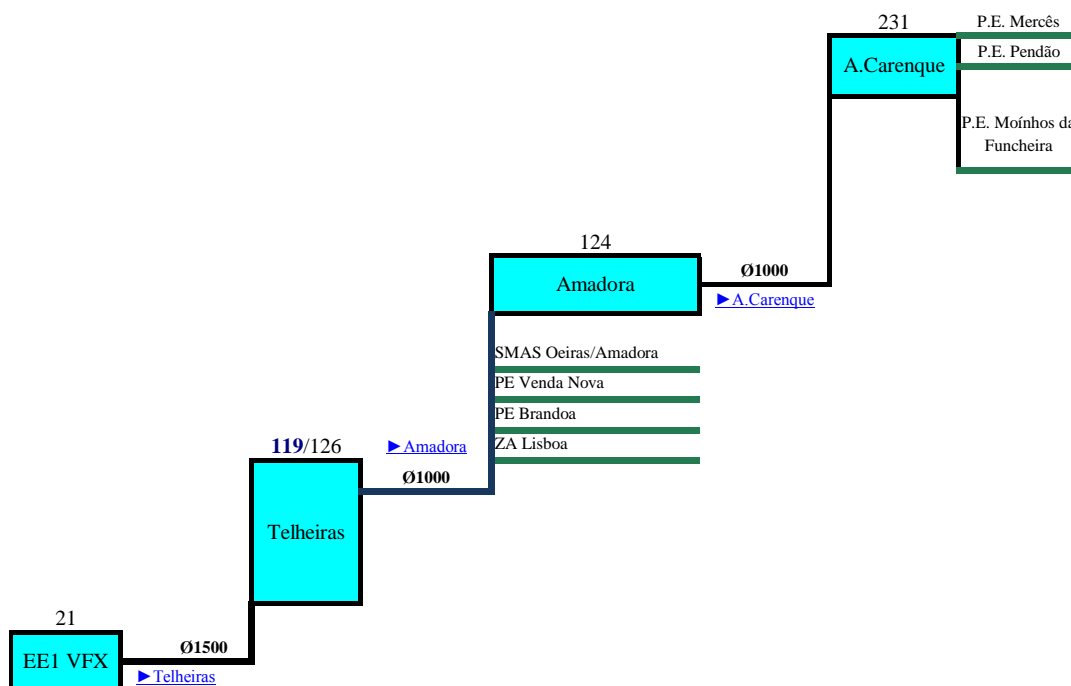 231
P.E. Mercês
A.Carenque
P.E. Pendão
P.E. Moínhos da
Funcheira
124
Amadora
Ø1000
►A.Carenque
SMAS Oeiras/Amadora
PE Venda Nova
PE Brandoa
ZA Lisboa
119/126
►Amadora
Ø1000
Telheiras
21
EE1 VFX
Ø1500
►Telheiras